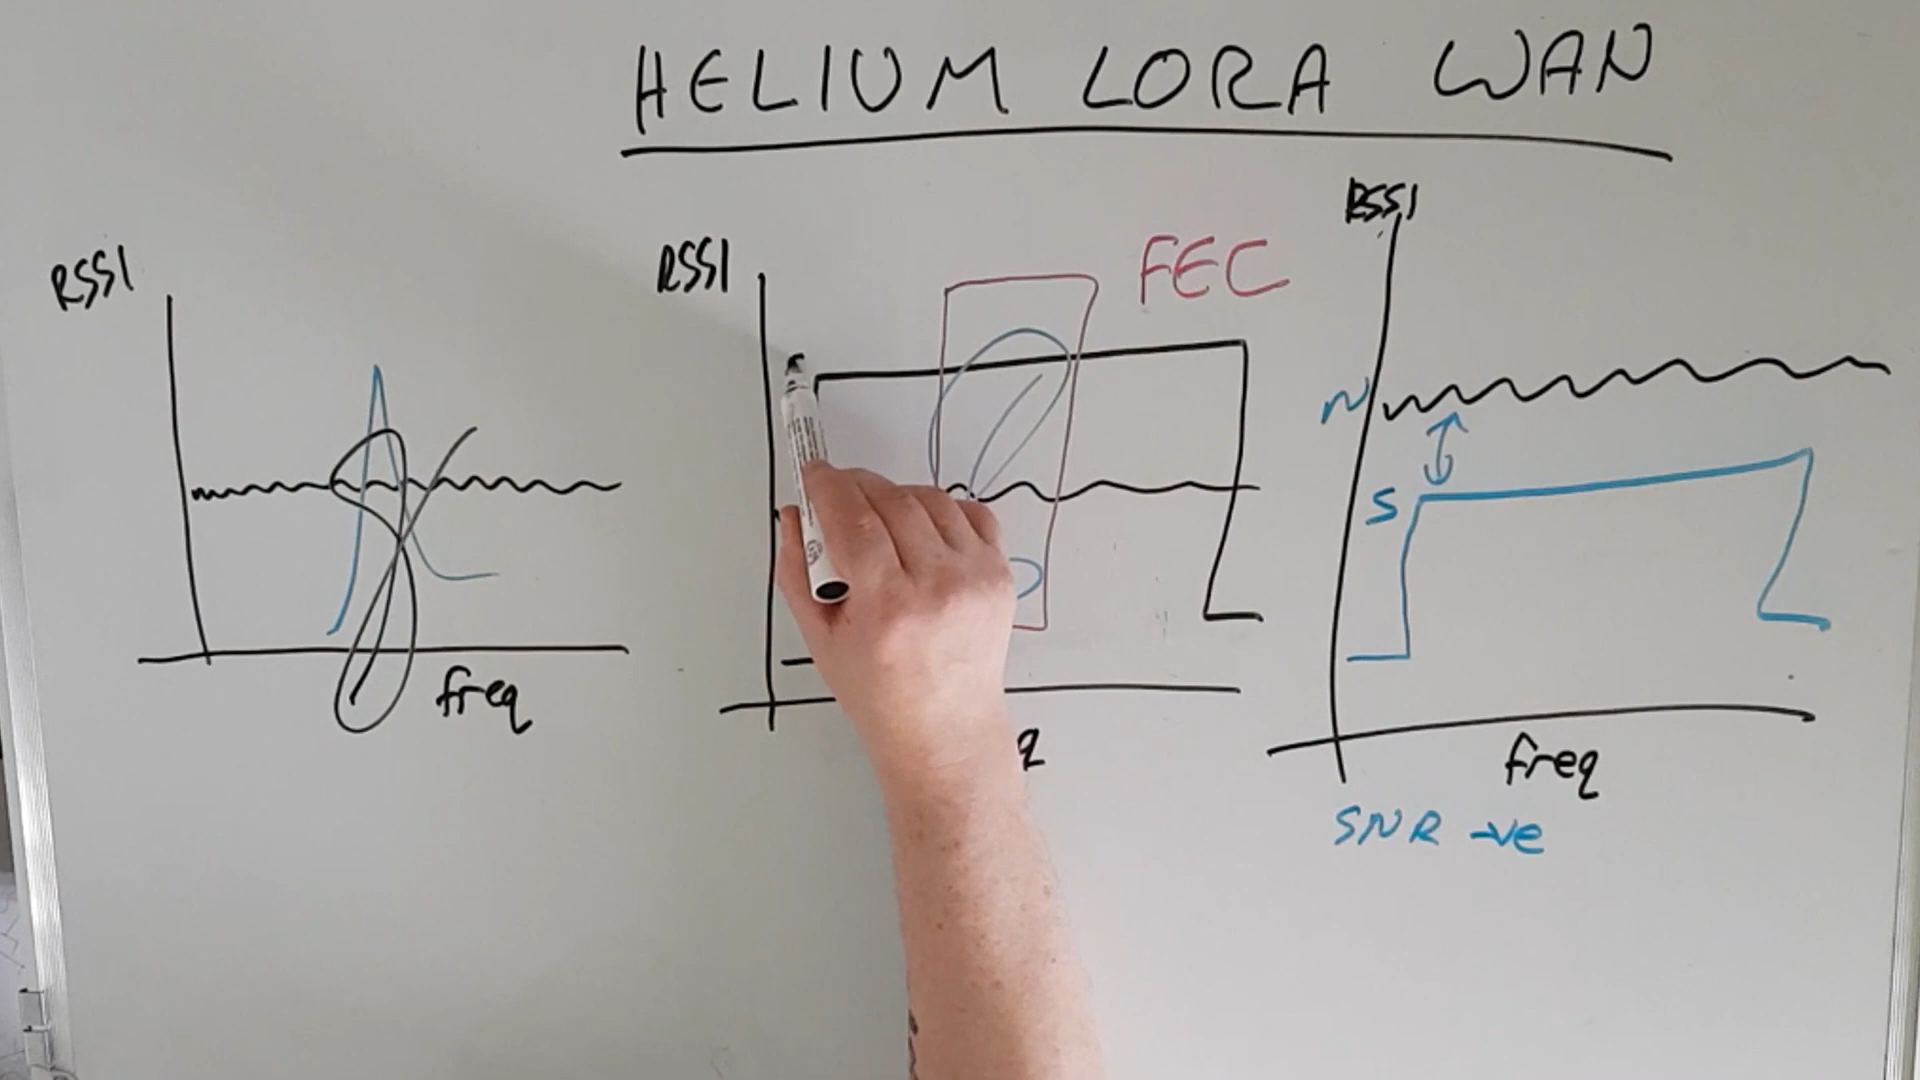 HELIUM LORA WAN
RSSI
freq
RSSI
FEC
q
RSSI
N
S
freq
SNR -ve